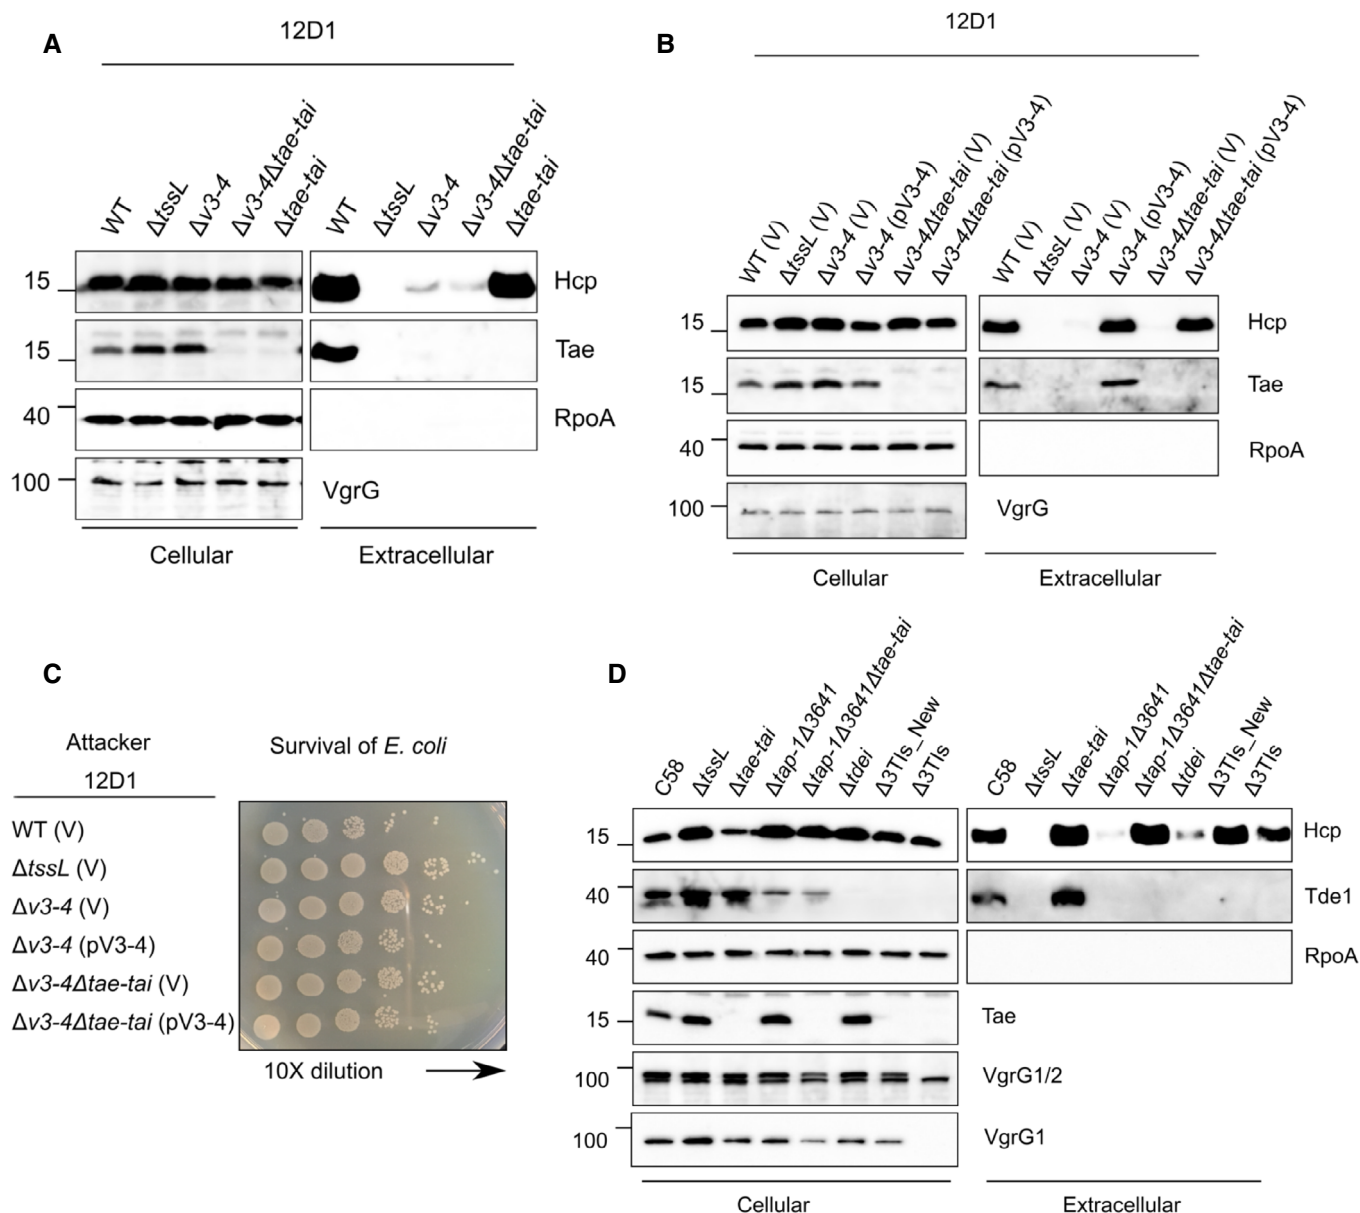 A
12D1
WT
ΔtssL
Δv3-4
Δv3-4Δtae-tai
Δtae-tai
WT
ΔtssL
Δv3-4
Δv3-4Δtae-tai
Δtae-tai
15
Hcp
15
Tae
40
RpoA
100
VgrG
Cellular
Extracellular
B
12D1
WT (V)
ΔtssL (V)
Δv3-4 (V)
Δv3-4 (pV3-4)
Δv3-4Δtae-tai (V)
Δv3-4Δtae-tai (pV3-4)
WT (V)
ΔtssL (V)
Δv3-4 (V)
Δv3-4 (pV3-4)
Δv3-4Δtae-tai (V)
Δv3-4Δtae-tai (pV3-4)
15
Hcp
15
Tae
40
RpoA
100
VgrG
Cellular
Extracellular
C
Attacker
12D1
Survival of E. coli
WT (V)
ΔtssL (V)
Δv3-4 (V)
Δv3-4 (pV3-4)
Δv3-4Δtae-tai (V)
Δv3-4Δtae-tai (pV3-4)
10X dilution
D
C58
ΔtssL
Δtae-tai
Δtap-1Δ3641
Δtap-1Δ3641Δtae-tai
Δtdei
Δ3TIs_New
Δ3TIs
C58
ΔtssL
Δtae-tai
Δtap-1Δ3641
Δtap-1Δ3641Δtae-tai
Δtdei
Δ3TIs_New
Δ3TIs
15
Hcp
40
Tde1
40
RpoA
15
Tae
100
VgrG1/2
100
VgrG1
Cellular
Extracellular